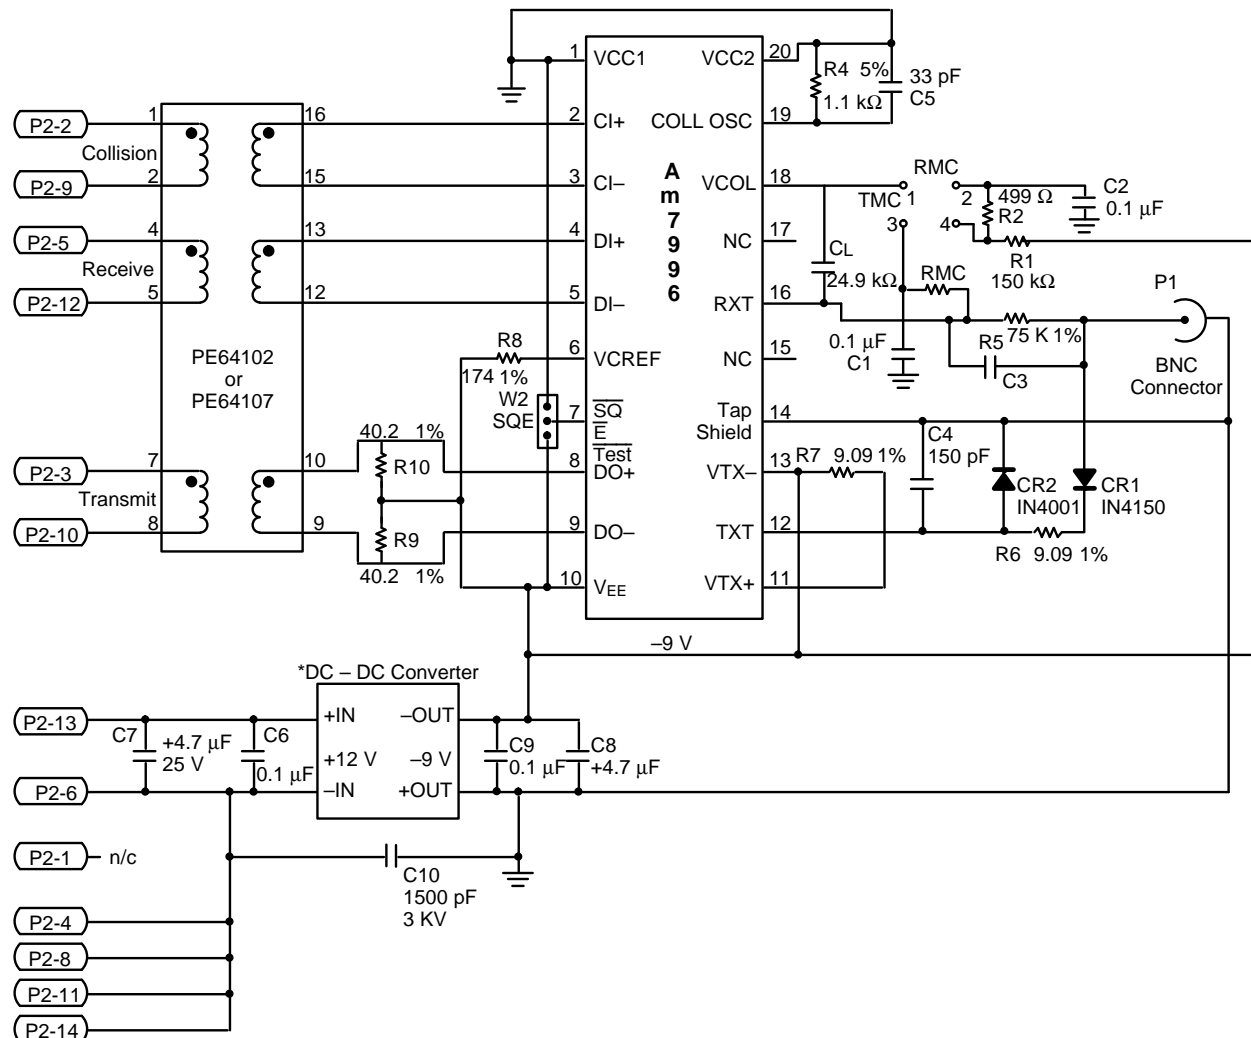 1 VCC1 VCC2 20
R4 5% 33 pF
1.1 kΩ C5
P2-2 1 16 2 CI+ COLL OSC 19
Collision
P2-9 2 15 3 CI– VCOL 18
RMC
TMC 1 2 499 Ω C2
R2 0.1 µF
P2-5 4 13 4 DI+ NC 17 3 4
Receive
R1
150 kΩ
CL
24.9 kΩ RMC
P2-12 5 12 5 DI– RXT 16
Am7996
P1
BNC
Connector
R5 75 K 1%
C3
0.1 µF
C1
PE64102
or
PE64107
R8
174 1%
6 VCREF NC 15
W2
SQE
7 SQ
E
Test
Tap
Shield
14
C4
150 pF
40.2 1%
R10
P2-3 7 10 8 DO+ VTX– 13
R7 9.09 1%
Transmit
CR2
IN4001
CR1
IN4150
P2-10 8 9 9 DO– TXT 12
R9
40.2 1%
R6 9.09 1%
10 VEE VTX+ 11
–9 V
*DC – DC Converter
P2-13 +IN –OUT
C7 +4.7 µF
25 V
C6
0.1 µF
+12 V –9 V
C9
0.1 µF
C8
+4.7 µF
P2-6 –IN +OUT
P2-1 n/c
C10
1500 pF
3 KV
P2-4
P2-8
P2-11
P2-14